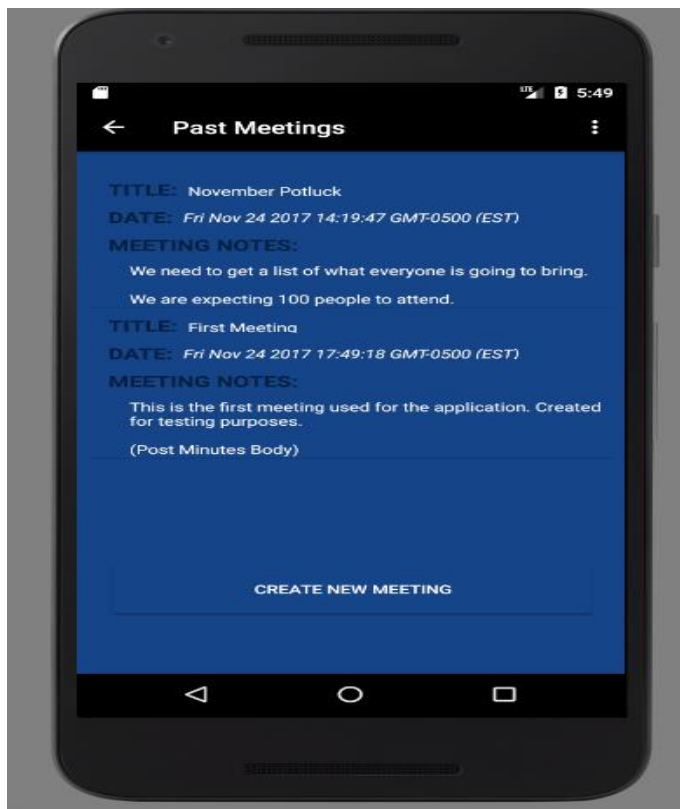 5:49
Past Meetings
TITLE: November Potluck
DATE: Fri Nov 24 2017 14:19:47 GMT-0500 (EST)
MEETING NOTES:
We need to get a list of what everyone is going to bring.
We are expecting 100 people to attend.
TITLE: First Meeting
DATE: Fri Nov 24 2017 17:49:18 GMT-0500 (EST)
MEETING NOTES:
This is the first meeting used for the application. Created
for testing purposes.
(Post Minutes Body)
CREATE NEW MEETING